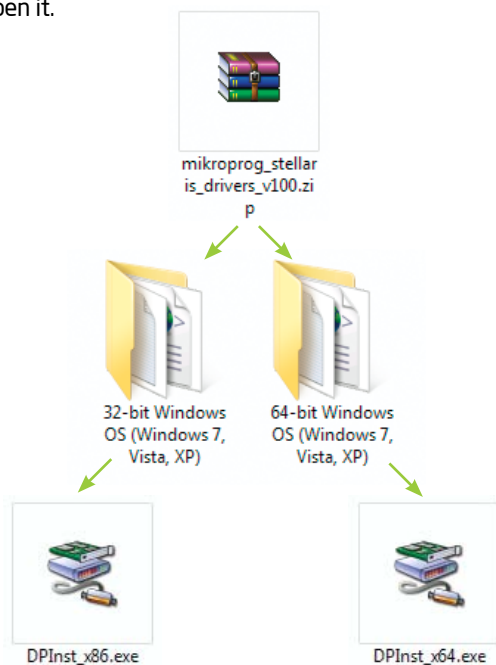 pen it.
mikroprog_stellar
is_drivers_v100.zi
p
32-bit Windows
OS (Windows 7,
Vista, XP)
64-bit Windows
OS (Windows 7,
Vista, XP)
DPInst_x86.exe
DPInst_x64.exe